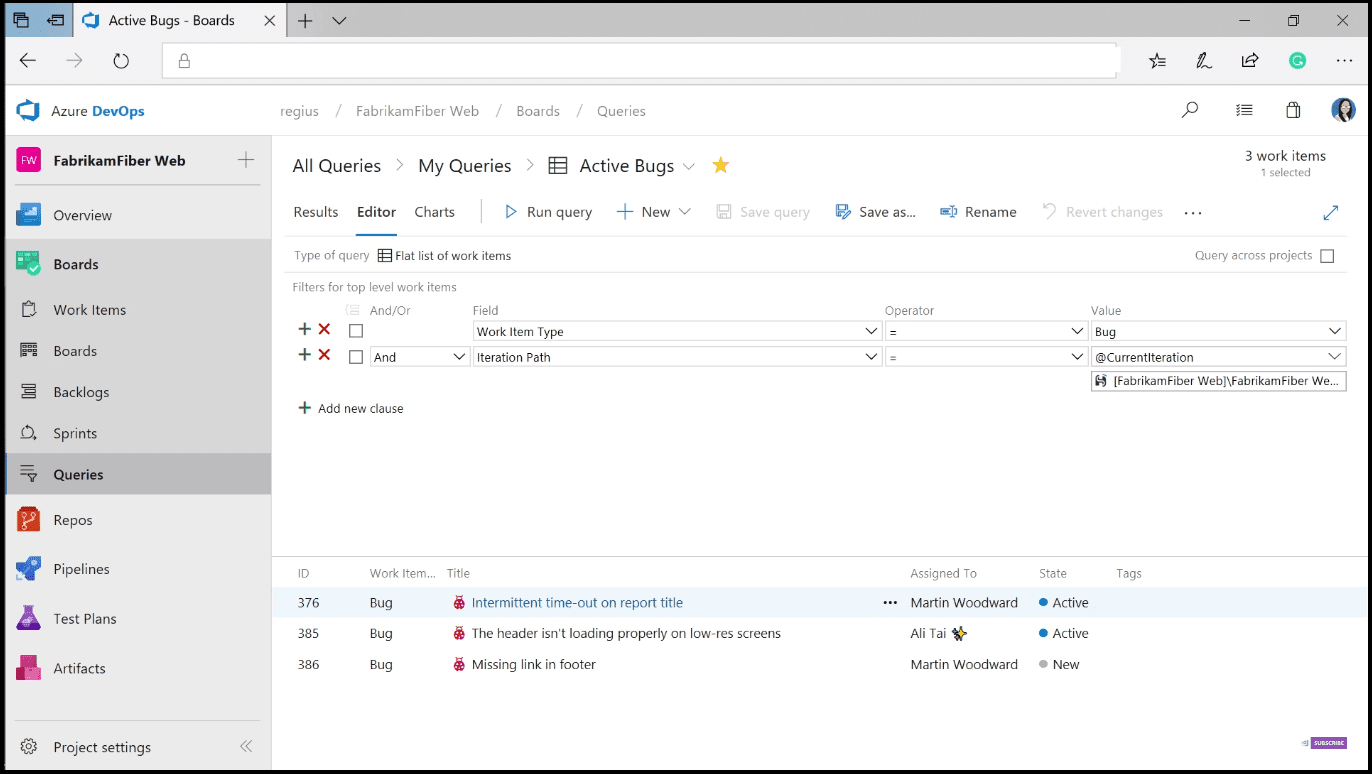 Active Bugs - Boards
Azure DevOps
regius / FabrikamFiber Web / Boards / Queries
FW FabrikamFiber Web
All Queries > My Queries > Active Bugs
3 work items
1 selected
Overview
Results Editor Charts Run query New Save query Save as... Rename Revert changes ...
Type of query Flat list of work items Query across projects
Boards
Filters for top level work items
Work Items
And/Or Field Operator Value
Work Item Type = Bug
Boards
And Iteration Path = @CurrentIteration
[FabrikamFiber Web]\FabrikamFiber We...
Backlogs
Add new clause
Sprints
Queries
Repos
Pipelines
Test Plans
Artifacts
Project settings
ID Work Item... Title Assigned To State Tags
376 Bug Intermittent time-out on report title ... Martin Woodward Active
385 Bug The header isn't loading properly on low-res screens Ali Tai Active
386 Bug Missing link in footer Martin Woodward New
SUBSCRIBE